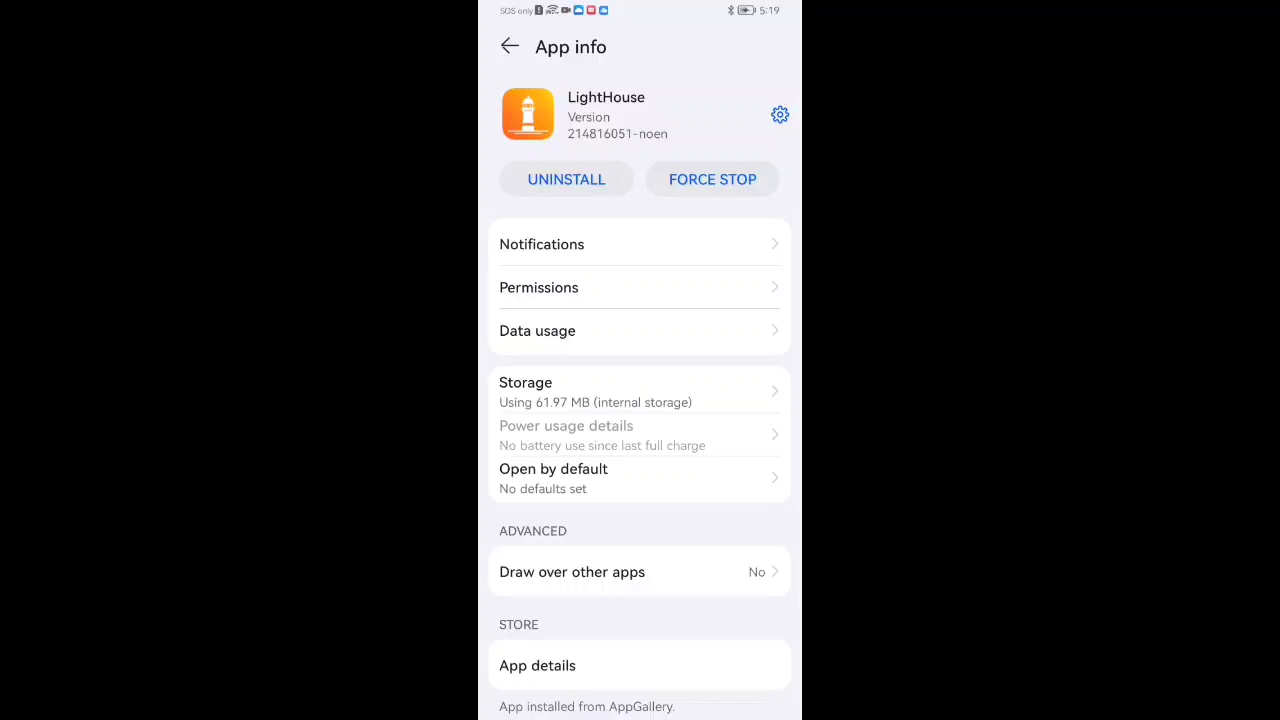 SOS only 5:19
App info
LightHouse
Version
214816051-noen
UNINSTALL FORCE STOP
Notifications
Permissions
Data usage
Storage
Using 61.97 MB (internal storage)
Power usage details
No battery use since last full charge
Open by default
No defaults set
ADVANCED
Draw over other apps No
STORE
App details
App installed from AppGallery.